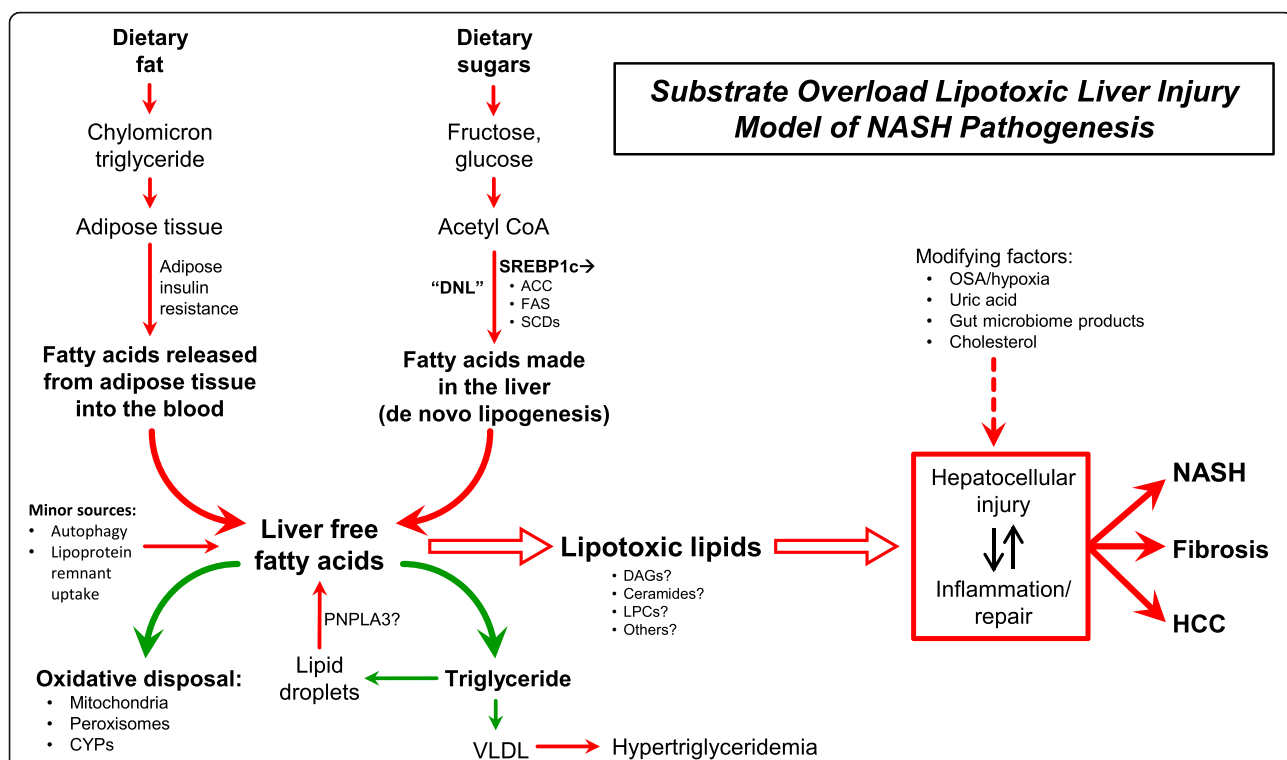 Dietary
fat
Dietary
sugars
Substrate Overload Lipotoxic Liver Injury
Model of NASH Pathogenesis
Chylomicron
triglyceride
Fructose,
glucose
Adipose tissue
Acetyl CoA
Adipose
insulin
resistance
“DNL”
SREBP1c→
• ACC
• FAS
• SCDs
Modifying factors:
• OSA/hypoxia
• Uric acid
• Gut microbiome products
• Cholesterol
Fatty acids released
from adipose tissue
into the blood
Fatty acids made
in the liver
(de novo lipogenesis)
Minor sources:
• Autophagy
• Lipoprotein
remnant
uptake
Liver free
fatty acids
Lipotoxic lipids
• DAGs?
• Ceramides?
• LPCs?
• Others?
Hepatocellular
injury
Inflammation/
repair
NASH
Fibrosis
HCC
PNPLA3?
Oxidative disposal:
• Mitochondria
• Peroxisomes
• CYPs
Lipid
droplets
Triglyceride
VLDL
Hypertriglyceridemia